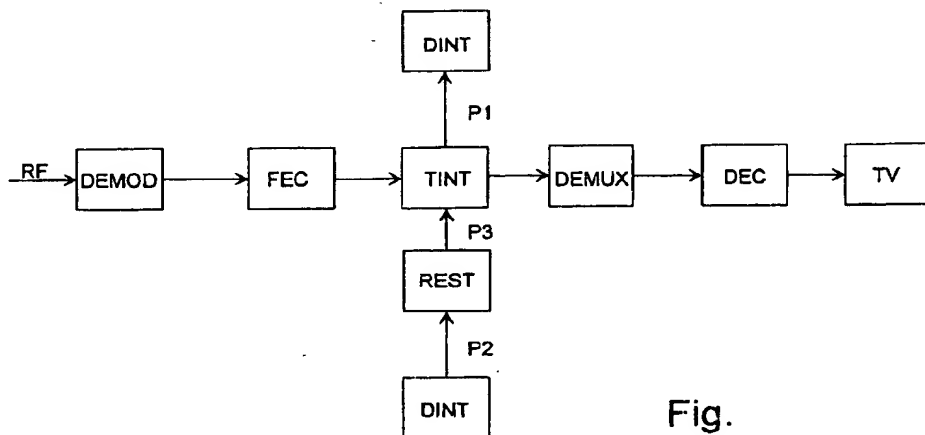 DINT
P1
RF
DEMOD
FEC
TINT
DEMUX
DEC
TV
P3
REST
P2
DINT
Fig.